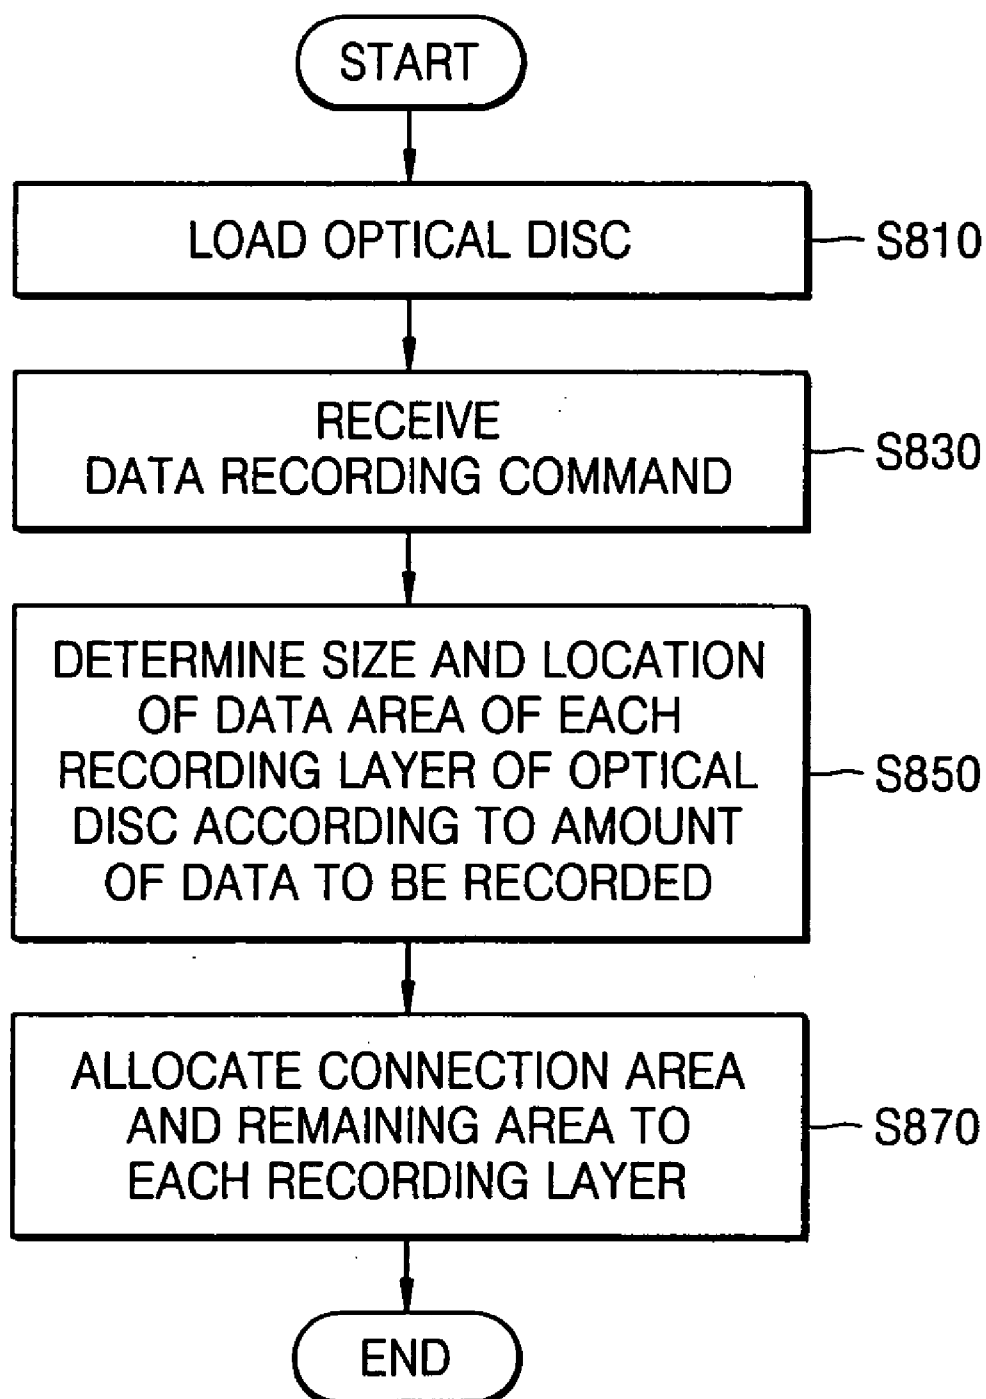 START
LOAD OPTICAL DISC
S810
RECEIVE
DATA RECORDING COMMAND
S830
DETERMINE SIZE AND LOCATION
OF DATA AREA OF EACH
RECORDING LAYER OF OPTICAL
DISC ACCORDING TO AMOUNT
OF DATA TO BE RECORDED
S850
ALLOCATE CONNECTION AREA
AND REMAINING AREA TO
EACH RECORDING LAYER
S870
END